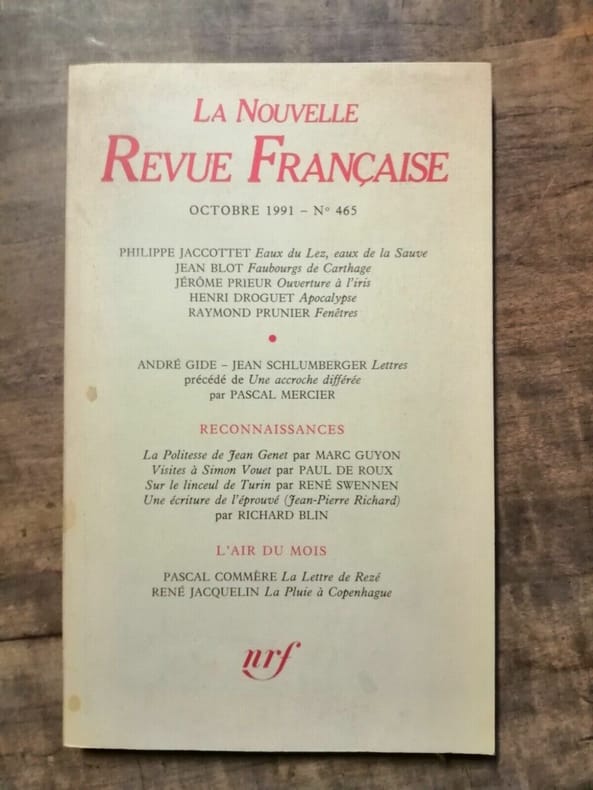 LA NOUVELLE
REVUE FRANÇAISE
OCTOBRE 1991 – Nº 465
PHILIPPE JACCOTTET Eaux du Lez, eaux de la Sauve
JEAN BLOT Faubourgs de Carthage
JÉRÔME PRIEUR Ouverture à l'iris
HENRI DROGUET Apocalypse
RAYMOND PRUNIER Fenêtres
•
ANDRÉ GIDE – JEAN SCHLUMBERGER Lettres
précédé de Une accroche différée
par PASCAL MERCIER
RECONNAISSANCES
La Politesse de Jean Genet par MARC GUYON
Visites à Simon Vouet par PAUL DE ROUX
Sur le linceul de Turin par RENÉ SWENNEN
Une écriture de l'éprouvé (Jean-Pierre Richard)
par RICHARD BLIN
L'AIR DU MOIS
PASCAL COMMÈRE La Lettre de Rezé
RENÉ JACQUELIN La Pluie à Copenhague
nrf